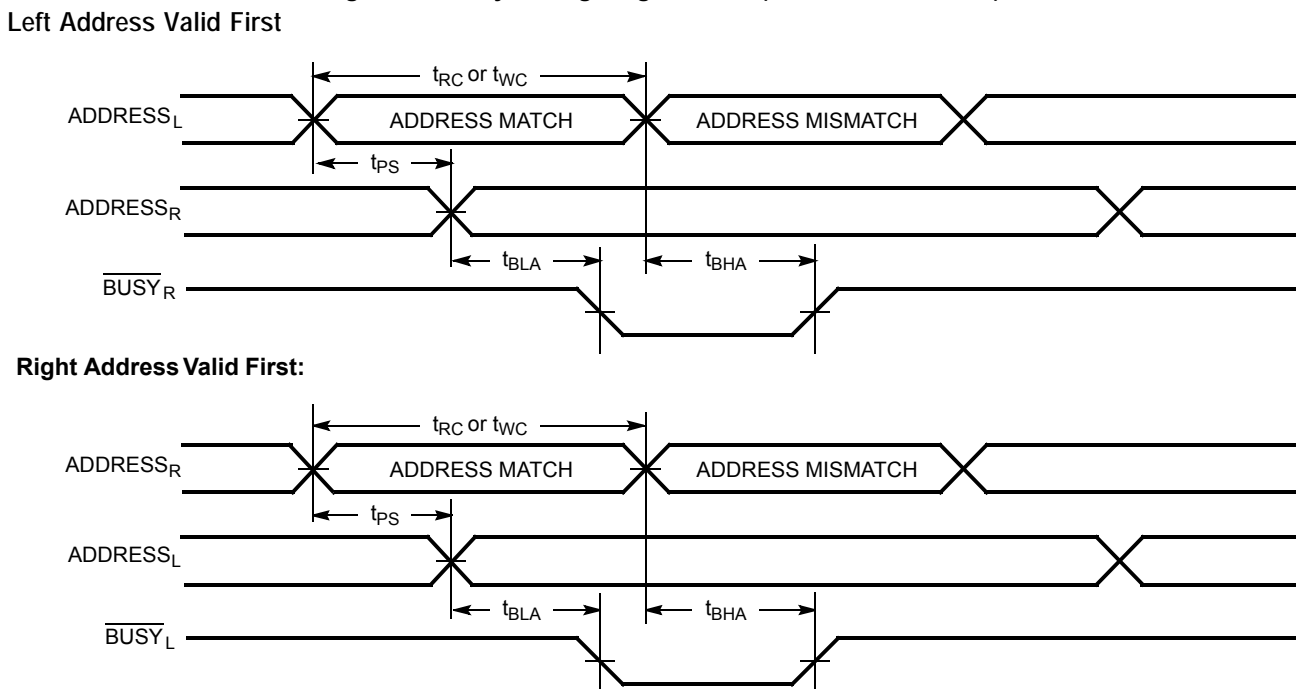 Left Address Valid First
tRC or tWC
ADDRESSL
ADDRESS MATCH
ADDRESS MISMATCH
tPS
ADDRESSR
tBLA
tBHA
BUSYR
Right Address Valid First:
tRC or tWC
ADDRESSR
ADDRESS MATCH
ADDRESS MISMATCH
tPS
ADDRESSL
tBLA
tBHA
BUSYL